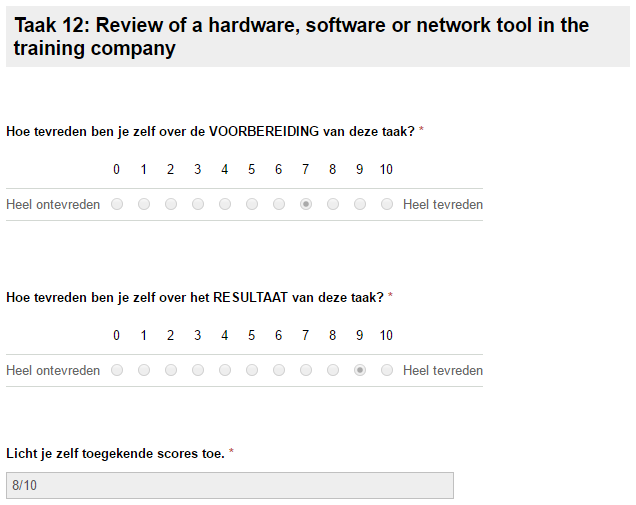 Taak 12: Review of a hardware, software or network tool in the
training company
Hoe tevreden ben je zelf over de VOORBEREIDING van deze taak? *
0 1 2 3 4 5 6 7 8 9 10
Heel ontevreden Heel tevreden
Hoe tevreden ben je zelf over het RESULTAAT van deze taak? *
0 1 2 3 4 5 6 7 8 9 10
Heel ontevreden Heel tevreden
Licht je zelf toegekende scores toe. *
8/10